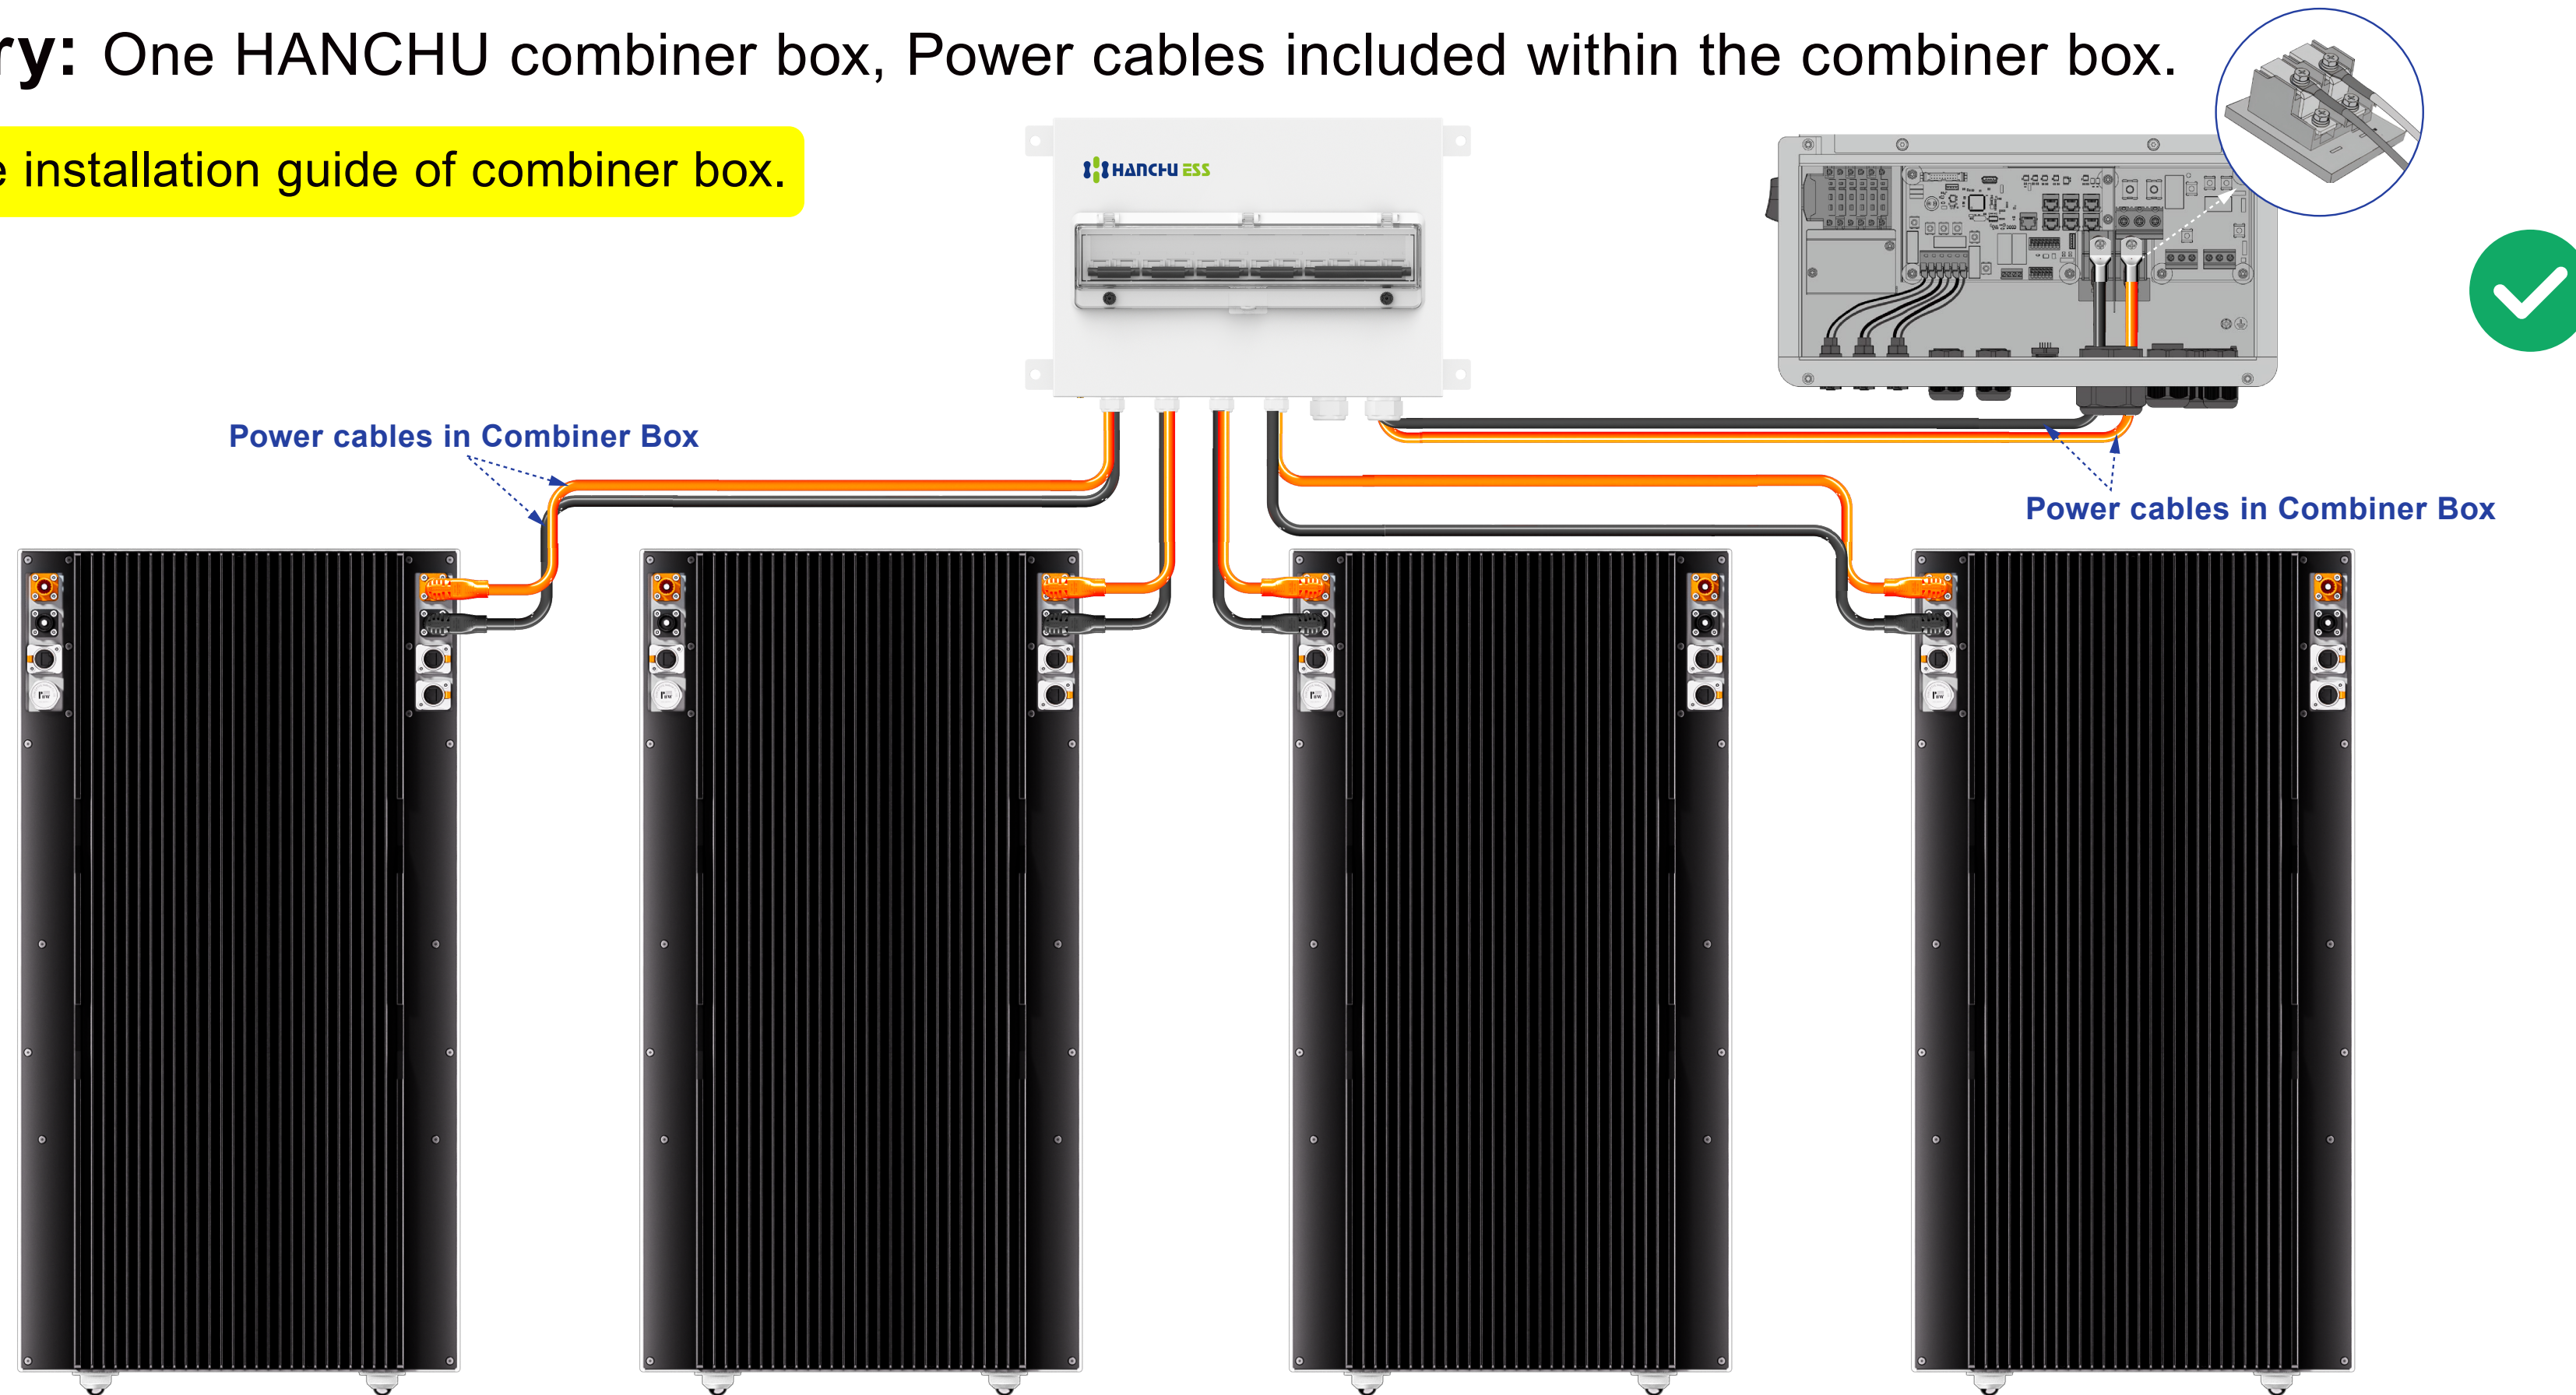 ry: One HANCHU combiner box, Power cables included within the combiner box.
e installation guide of combiner box.
HANCHU ESS
Power cables in Combiner Box
Power cables in Combiner Box